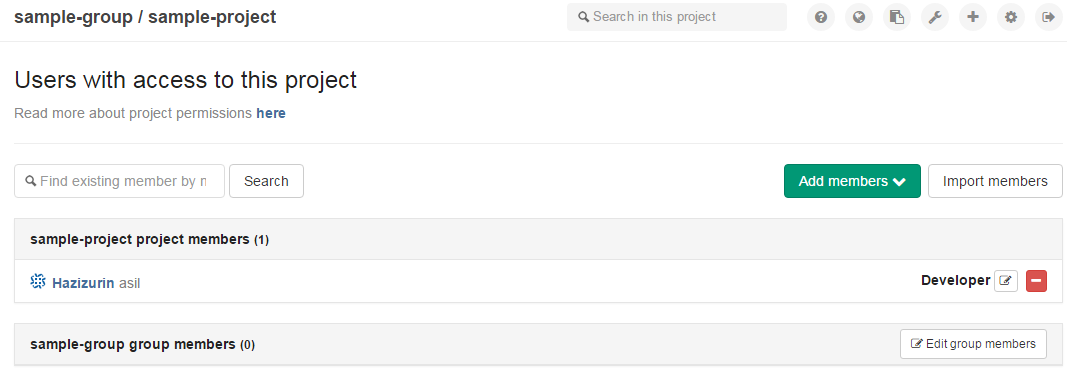 sample-group / sample-project
Search in this project
Users with access to this project
Read more about project permissions here
Find existing member by n
Search
Add members
Import members
sample-project project members (1)
Hazizurin asil
Developer
sample-group group members (0)
Edit group members